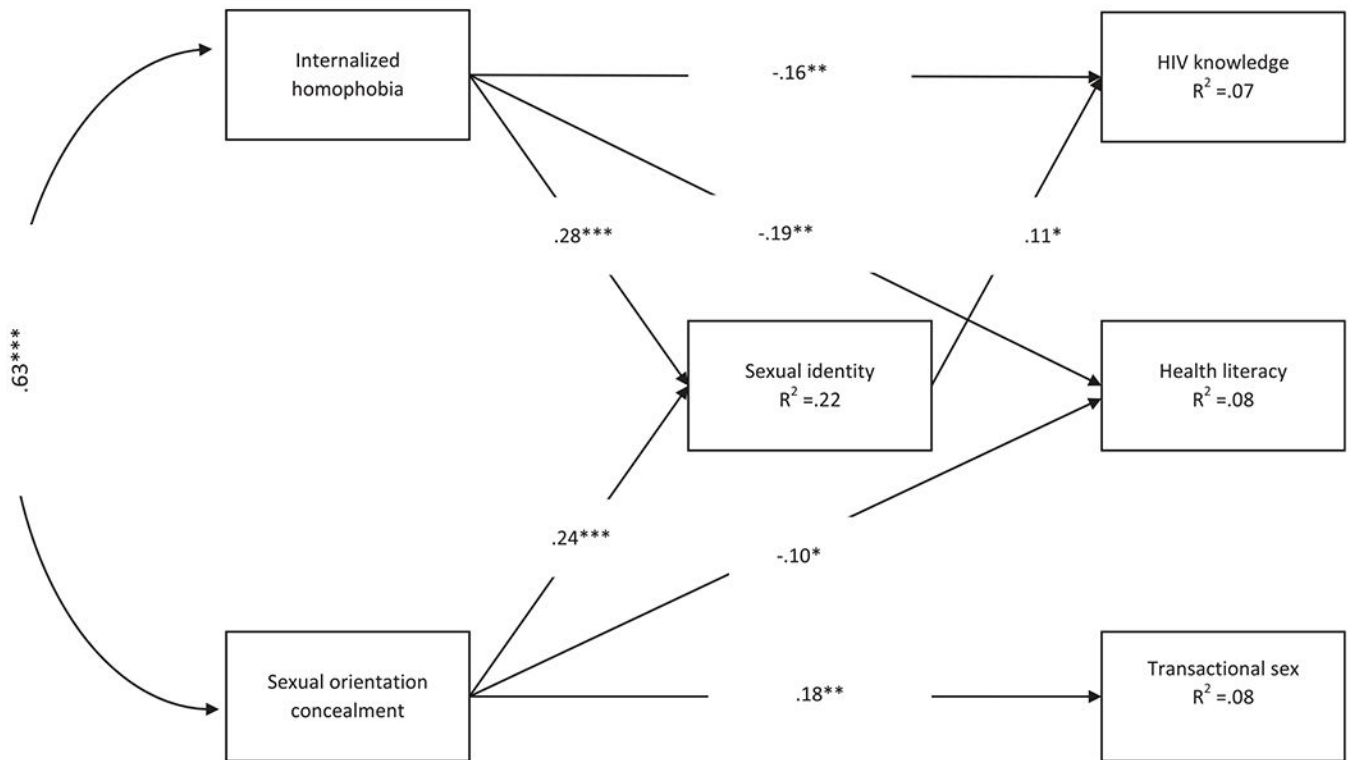 Internalized
homophobia
-.16**
HIV knowledge
R² =.07
.28***
-.19**
.11*
.63***
Sexual identity
R² =.22
Health literacy
R² =.08
.24***
-.10*
Sexual orientation
concealment
.18**
Transactional sex
R² =.08